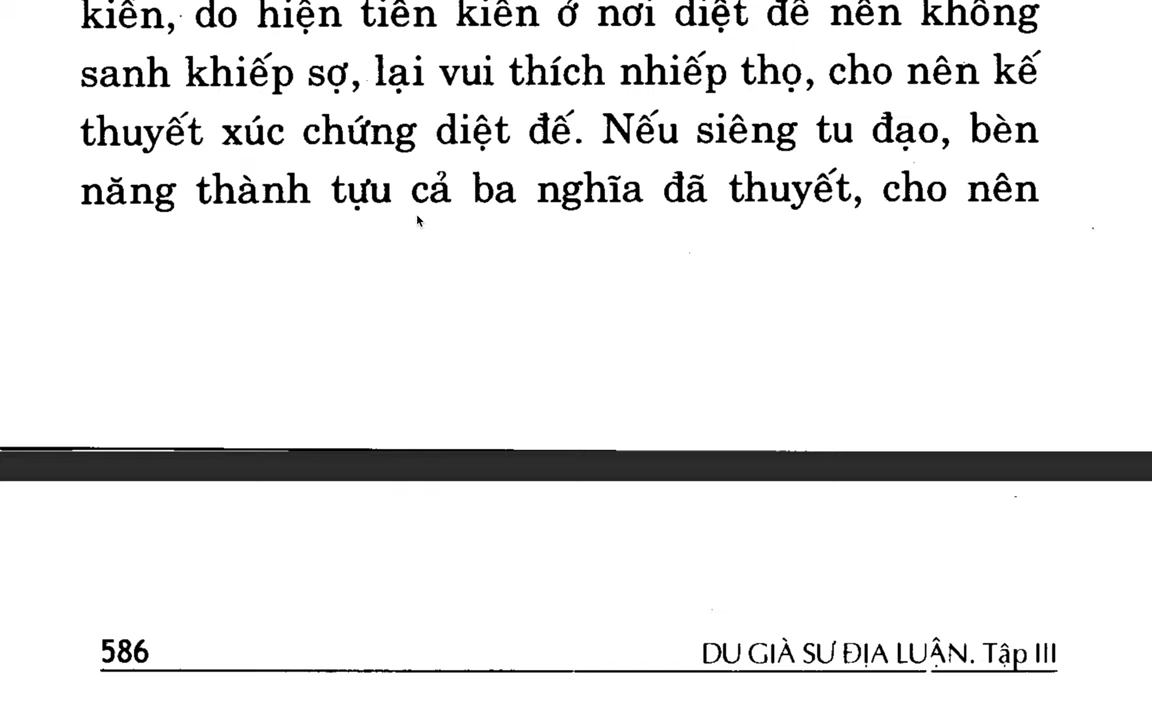 kiến, do hiện tiền kiến ở nơi diệt đế nên không
sanh khiếp sợ, lại vui thích nhiếp thọ, cho nên kế
thuyết xúc chứng diệt đế. Nếu siêng tu đạo, bèn
năng thành tựu cả ba nghĩa đã thuyết, cho nên
586
DU GIÀ SƯ ĐỊA LUẬN. Tập III